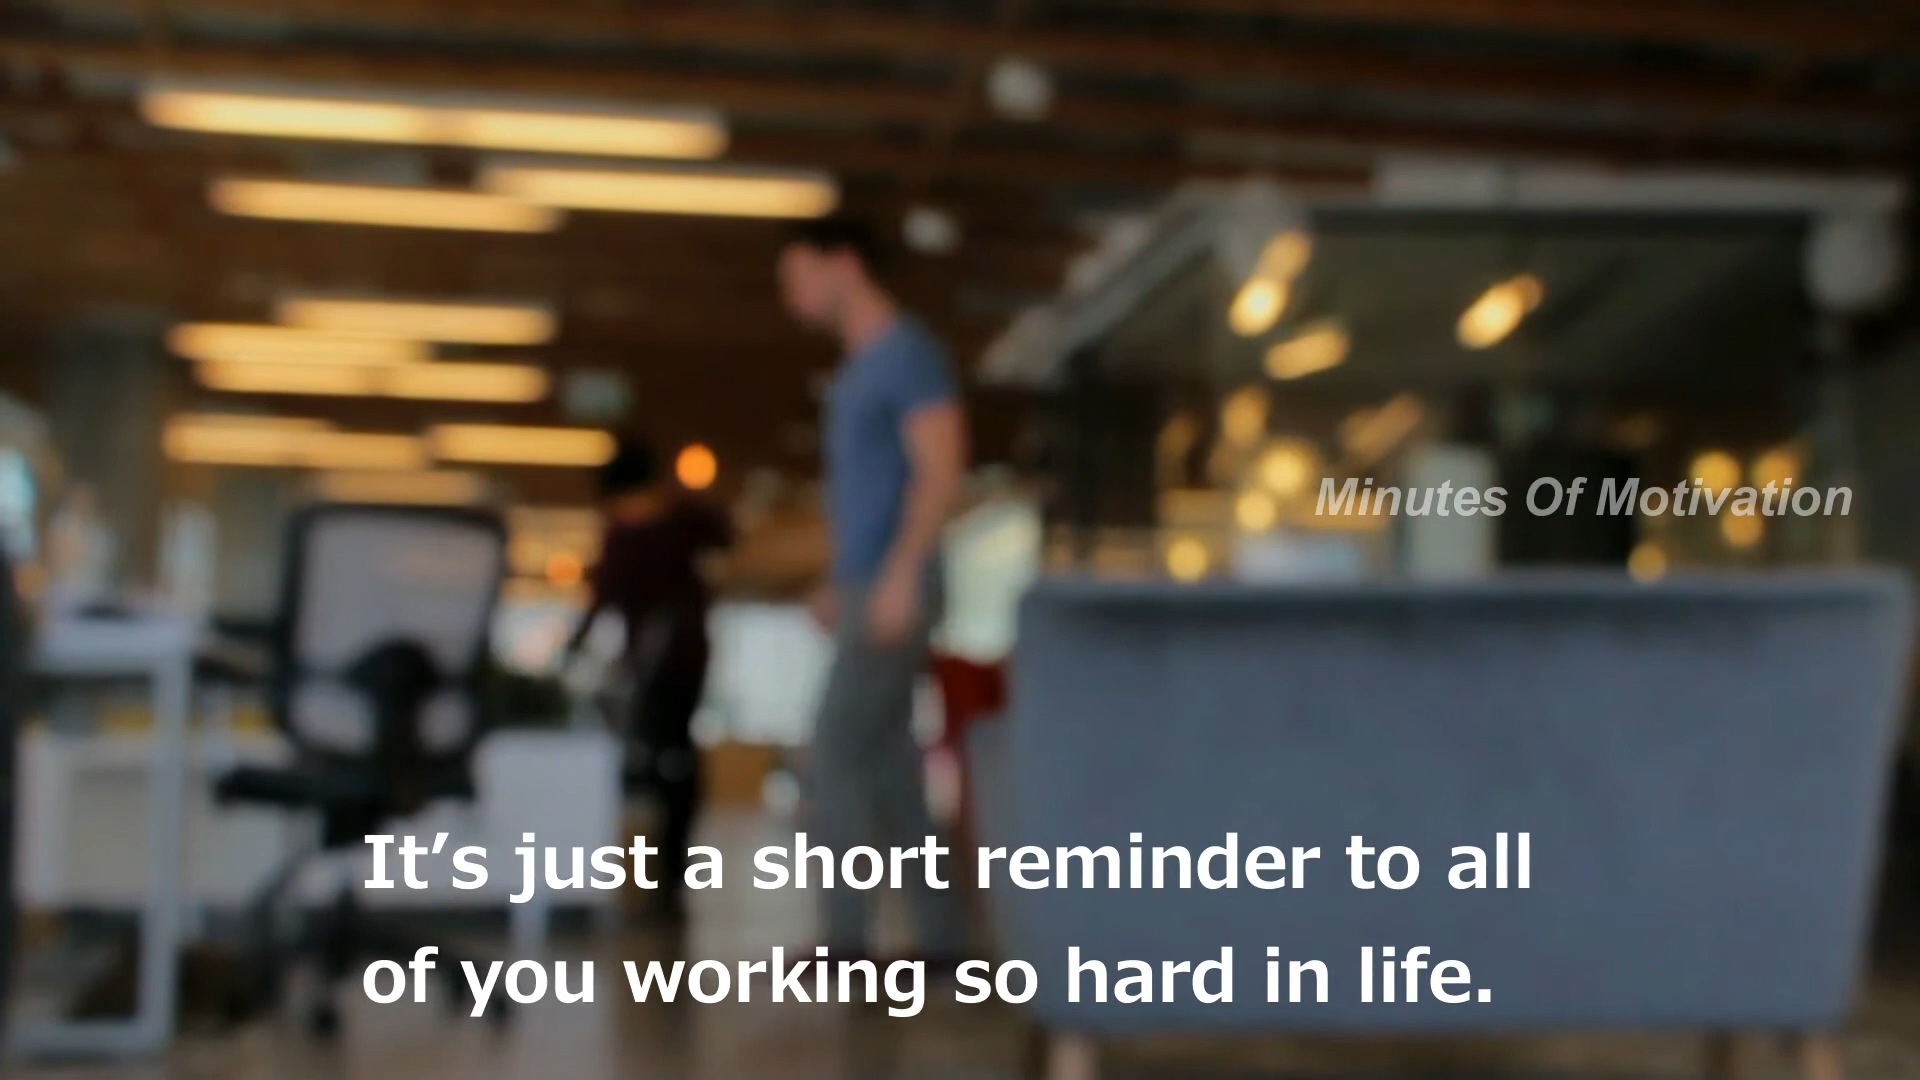 Minutes Of Motivation
It’s just a short reminder to all
of you working so hard in life.